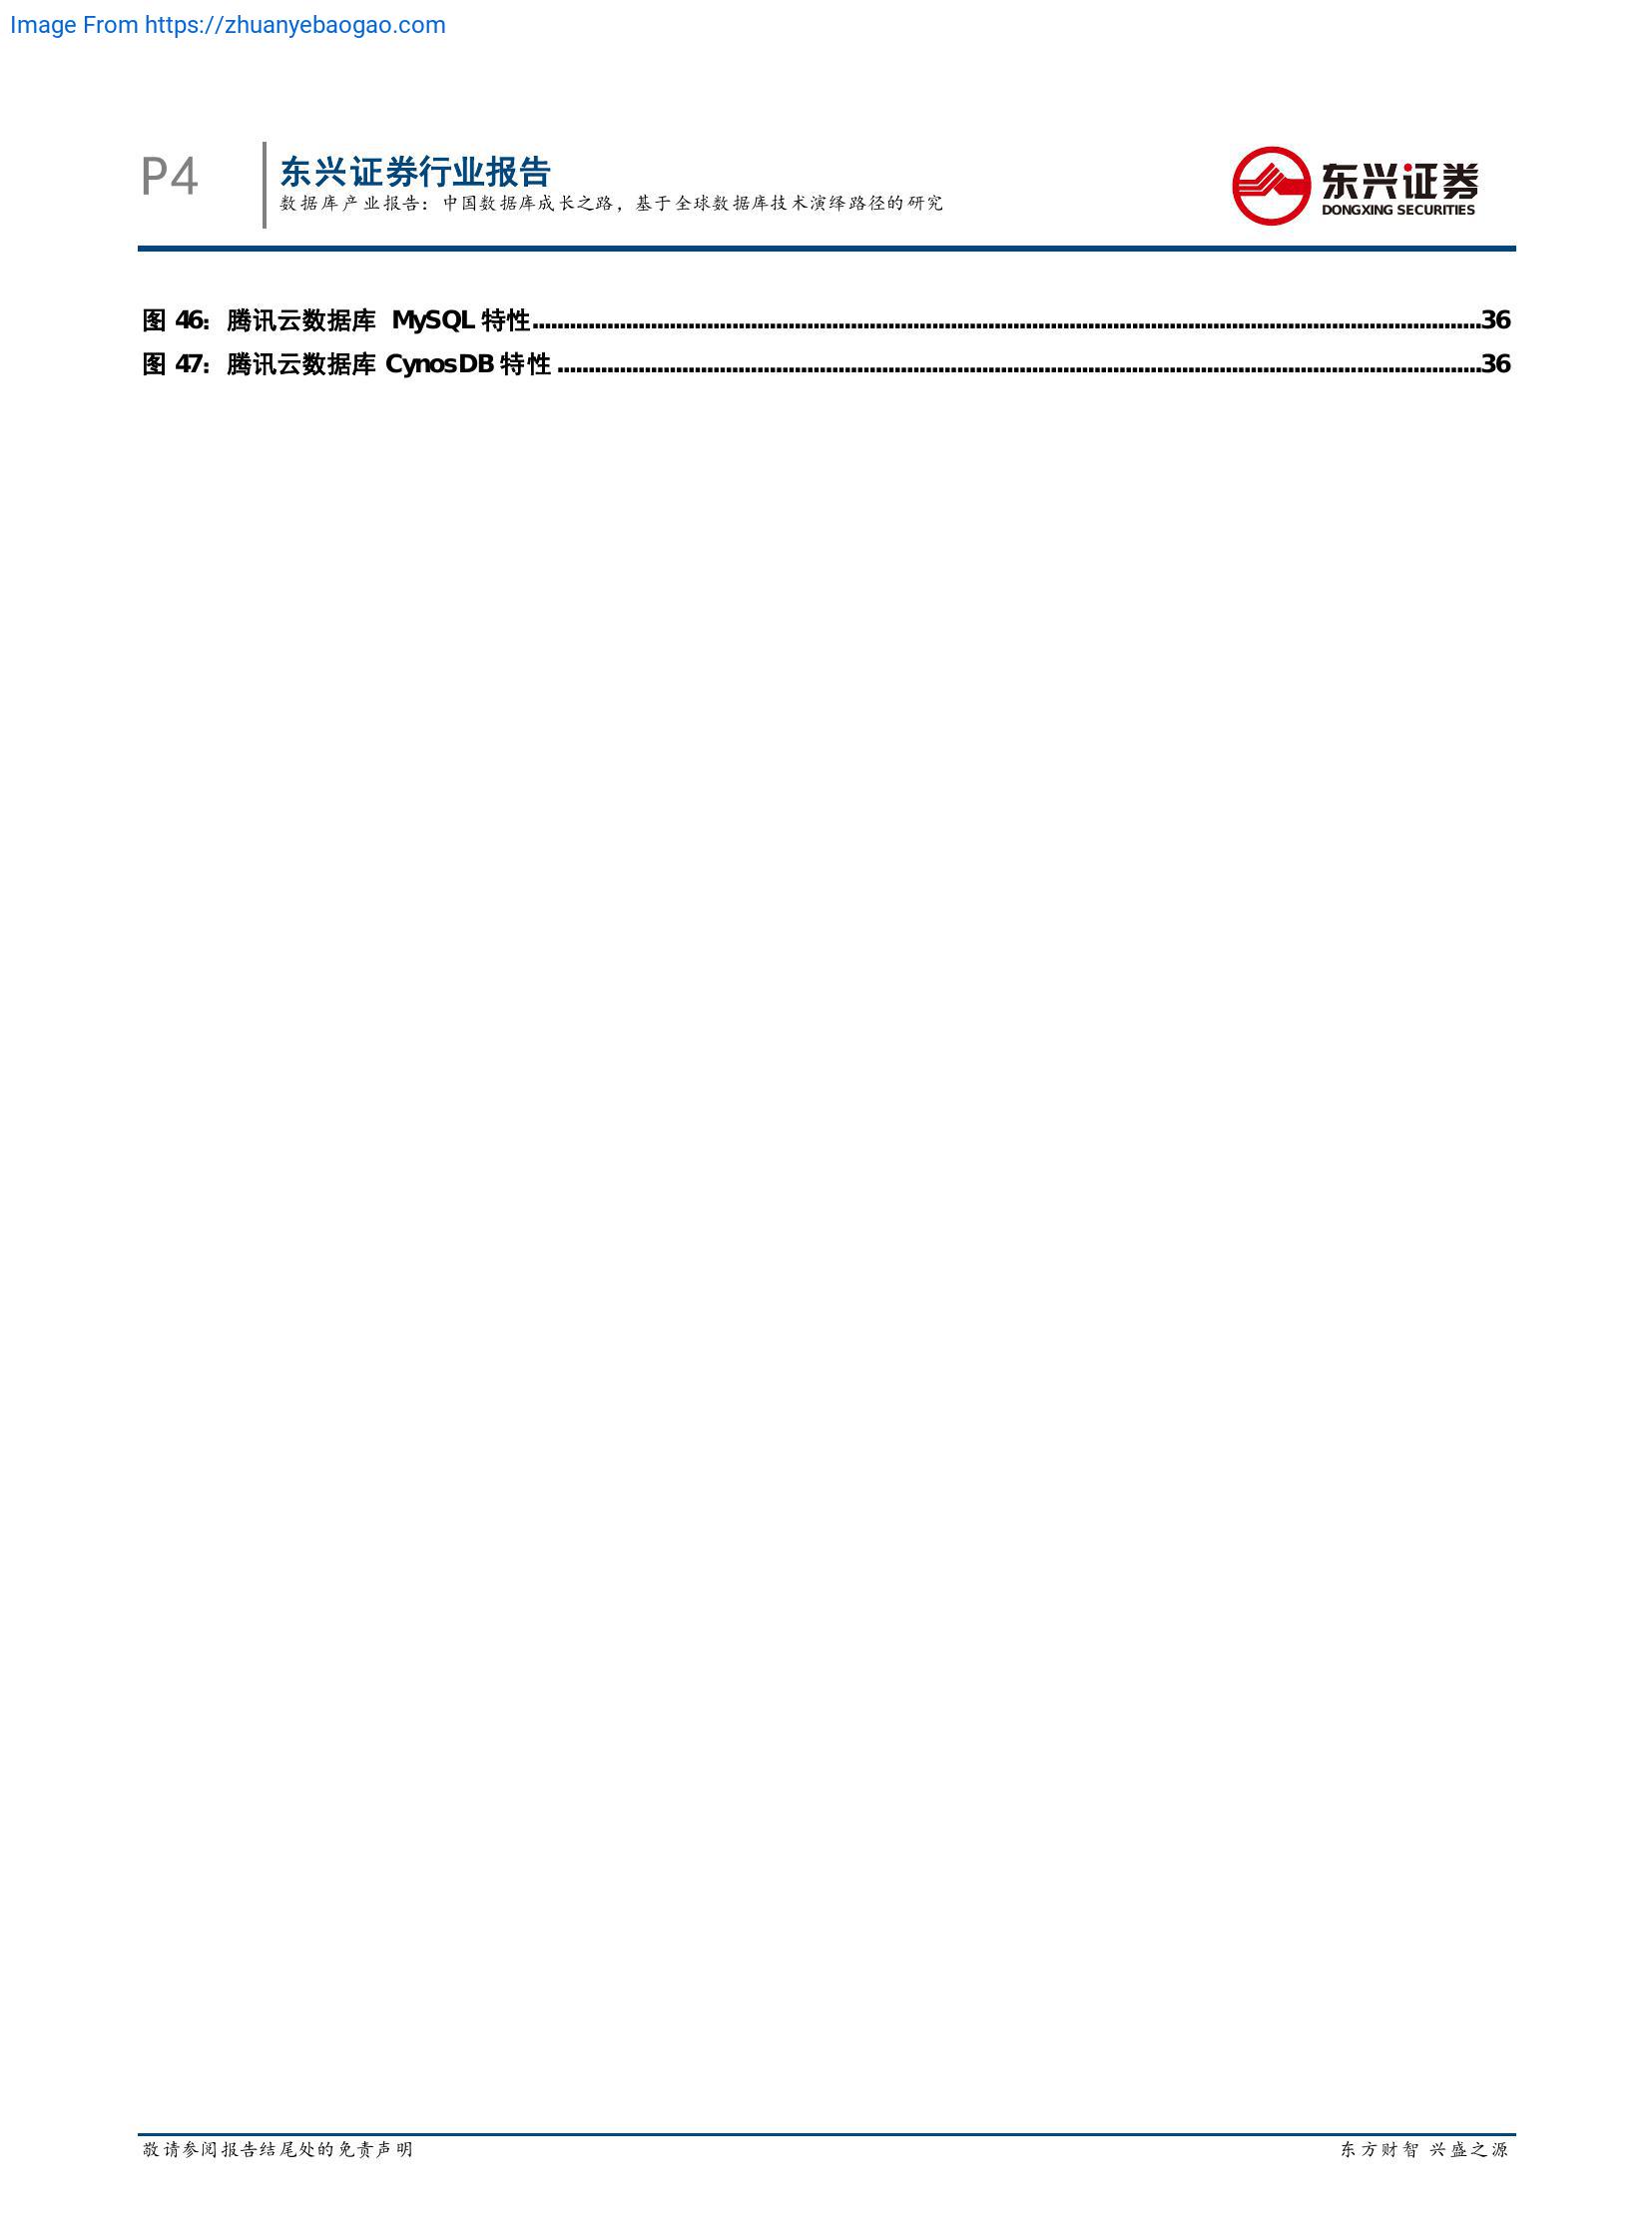 Image From https://zhuanyebaogao.com
P4
东兴证券行业报告
数据库产业报告：中国数据库成长之路，基于全球数据库技术演绎路径的研究
东兴证券
DONGXING SECURITIES
图 46： 腾讯云数据库 MySQL 特性........................................36
图 47： 腾讯云数据库 CynosDB 特性........................................36
敬请参阅报告结尾处的免责声明
东方财智 兴盛之源